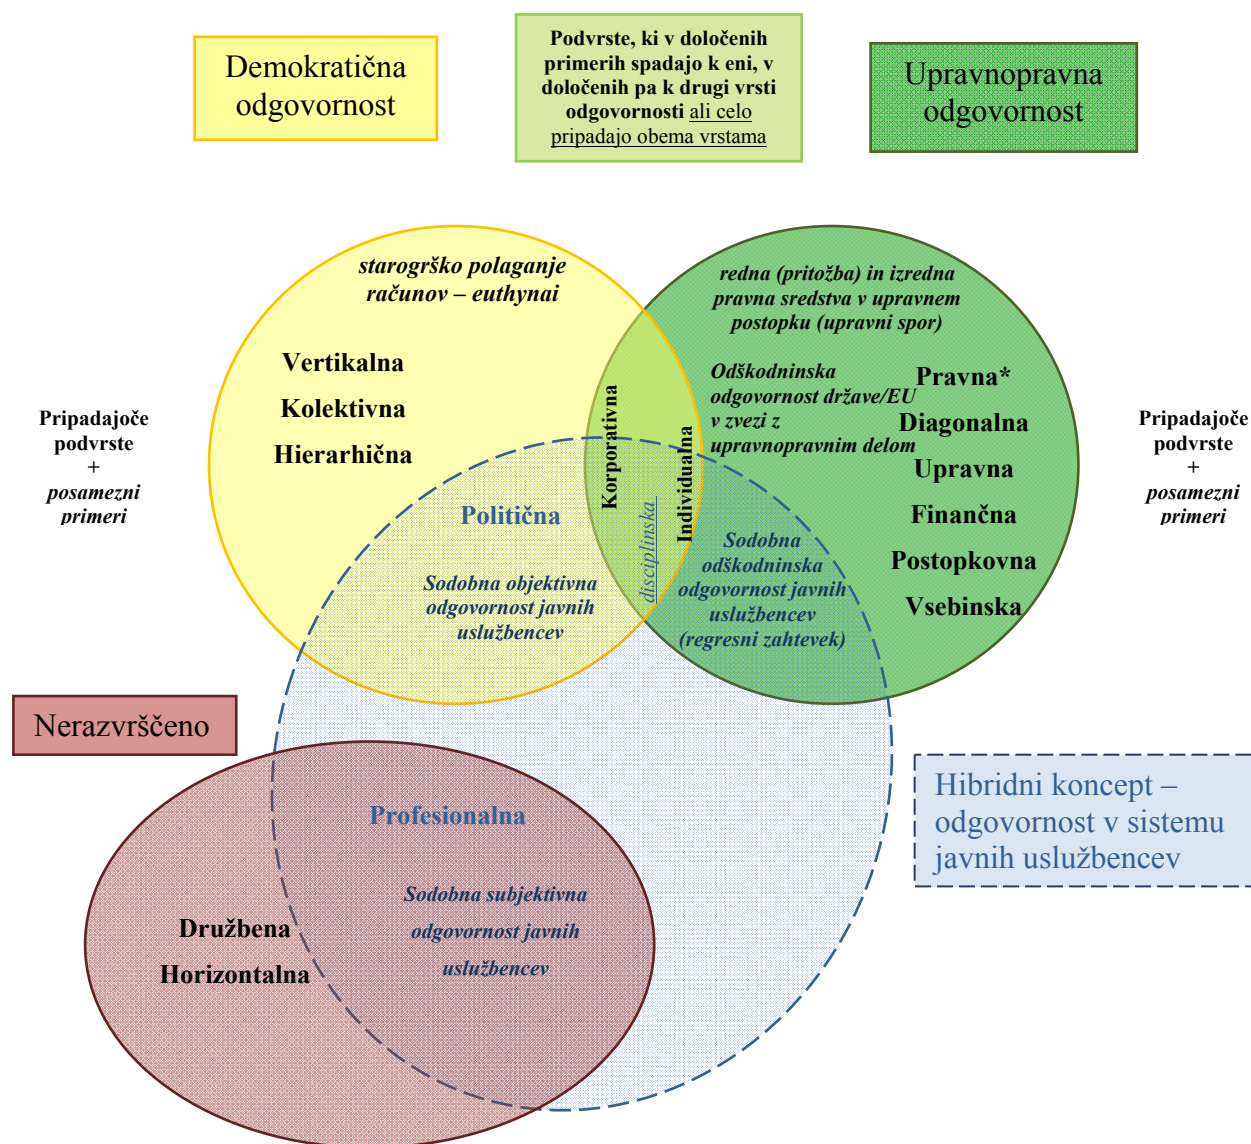 Demokratična
odgovornost
Podvrste, ki v določenih
primerih spadajo k eni, v
določenih pa k drugi vrsti
odgovornosti ali celo
pripadajo obema vrstama
Upravnopravna
odgovornost
starogrško polaganje
računov – euthynai
redna (pritožba) in izredna
pravna sredstva v upravnem
postopku (upravni spor)
Vertikalna
Kolektivna
Hierarhična
Korporativna
Individualna
disciplinska
Odškodninska
odgovornost države/EU
v zvezi z
upravnopravnim delom
Pravna*
Diagonalna
Upravna
Finančna
Postopkovna
Vsebinska
Pripadajoče
podvrste
+
posamezni
primeri
Pripadajoče
podvrste
+
posamezni
primeri
Politična
Sodobna objektivna
odgovornost javnih
uslužbencev
Sodobna
odškodninska
odgovornost javnih
uslužbencev
(regresni zahtevek)
Nerazvrščeno
Hibridni koncept –
odgovornost v sistemu
javnih uslužbencev
Profesionalna
Sodobna subjektivna
odgovornost javnih
uslužbencev
Družbena
Horizontalna